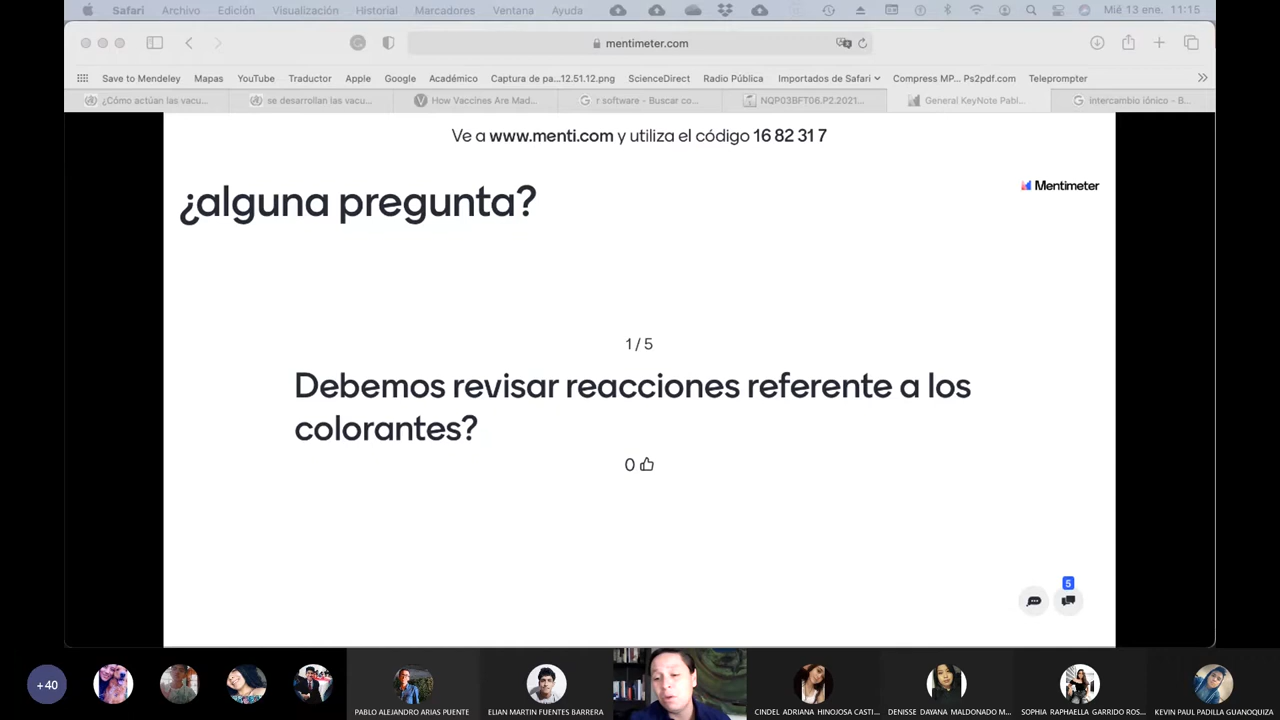 Safari Archivo Edición Visualización Historial Marcadores Ventana Ayuda Mié 13 ene. 11:15
mentimeter.com
Save to Mendeley Mapas YouTube Traductor Apple Google Académico Captura de pa...12.51.12.png ScienceDirect Radio Pública Importados de Safari Compress MP... Ps2pdf.com Teleprompter
¿Cómo actúan las vacu... se desarrollan las vacu... How Vaccines Are Mad... r software - Buscar co... NQP03BFT06.P2.2021... General KeyNote Pabl... intercambio iónico - B...
Ve a www.menti.com y utiliza el código 16 82 31 7
¿alguna pregunta?
Mentimeter
1 / 5
Debemos revisar reacciones referente a los
colorantes?
0
5
+40
PABLO ALEJANDRO ARIAS PUENTE
ELIAN MARTIN FUENTES BARRERA
CINDEL ADRIANA HINOJOSA CASTI...
DENISSE DAYANA MALDONADO M...
SOPHIA RAPHAELLA GARRIDO ROS...
KEVIN PAUL PADILLA GUANOQUIZA